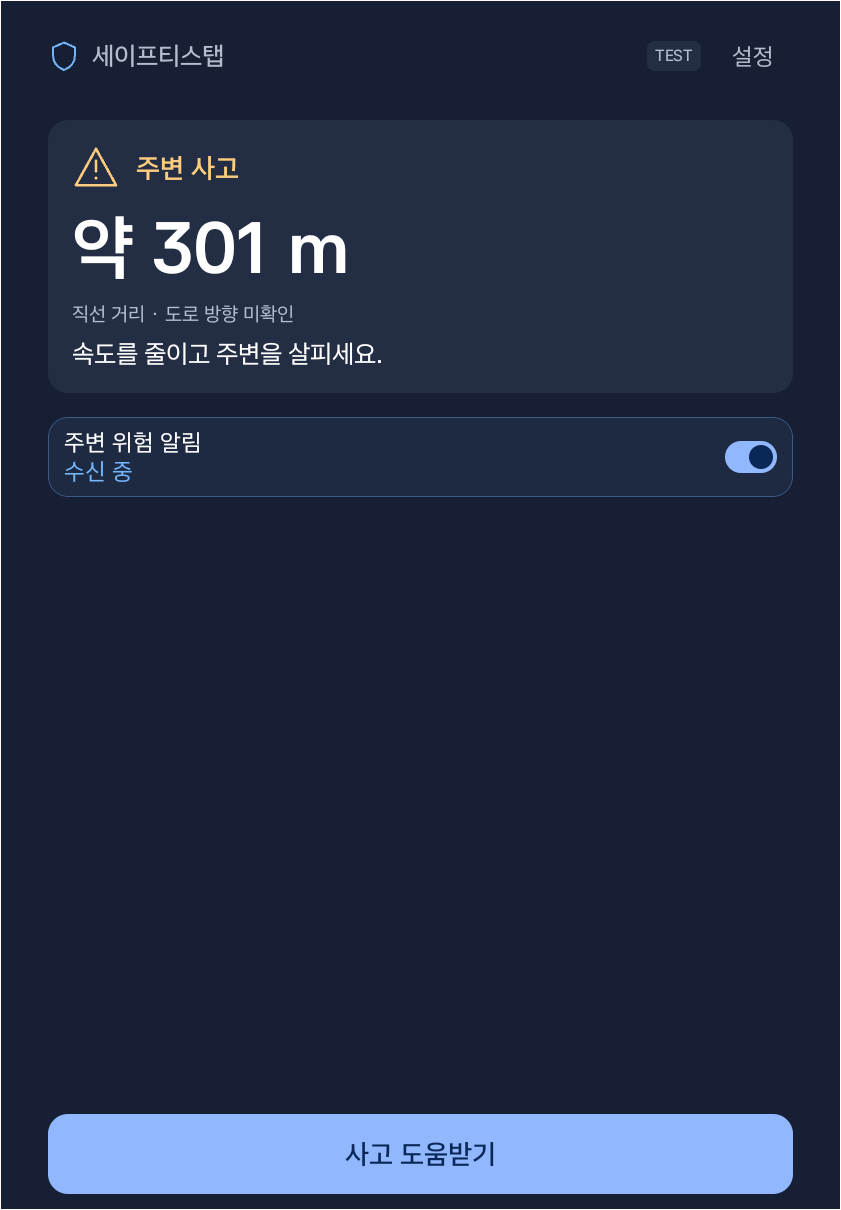 세이프티스탭
TEST
설정
주변 사고
약 301 m
직선 거리 · 도로 방향 미확인
속도를 줄이고 주변을 살피세요.
주변 위험 알림
수신 중
사고 도움받기